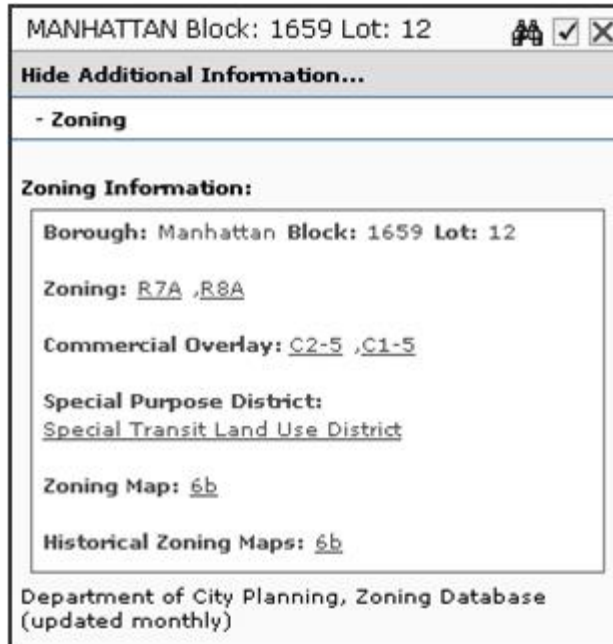 MANHATTAN Block: 1659 Lot: 12
Hide Additional Information...
- Zoning
Zoning Information:
Borough: Manhattan Block: 1659 Lot: 12
Zoning: R7A ,R8A
Commercial Overlay: C2-5 ,C1-5
Special Purpose District:
Special Transit Land Use District
Zoning Map: 6b
Historical Zoning Maps: 6b
Department of City Planning, Zoning Database
(updated monthly)